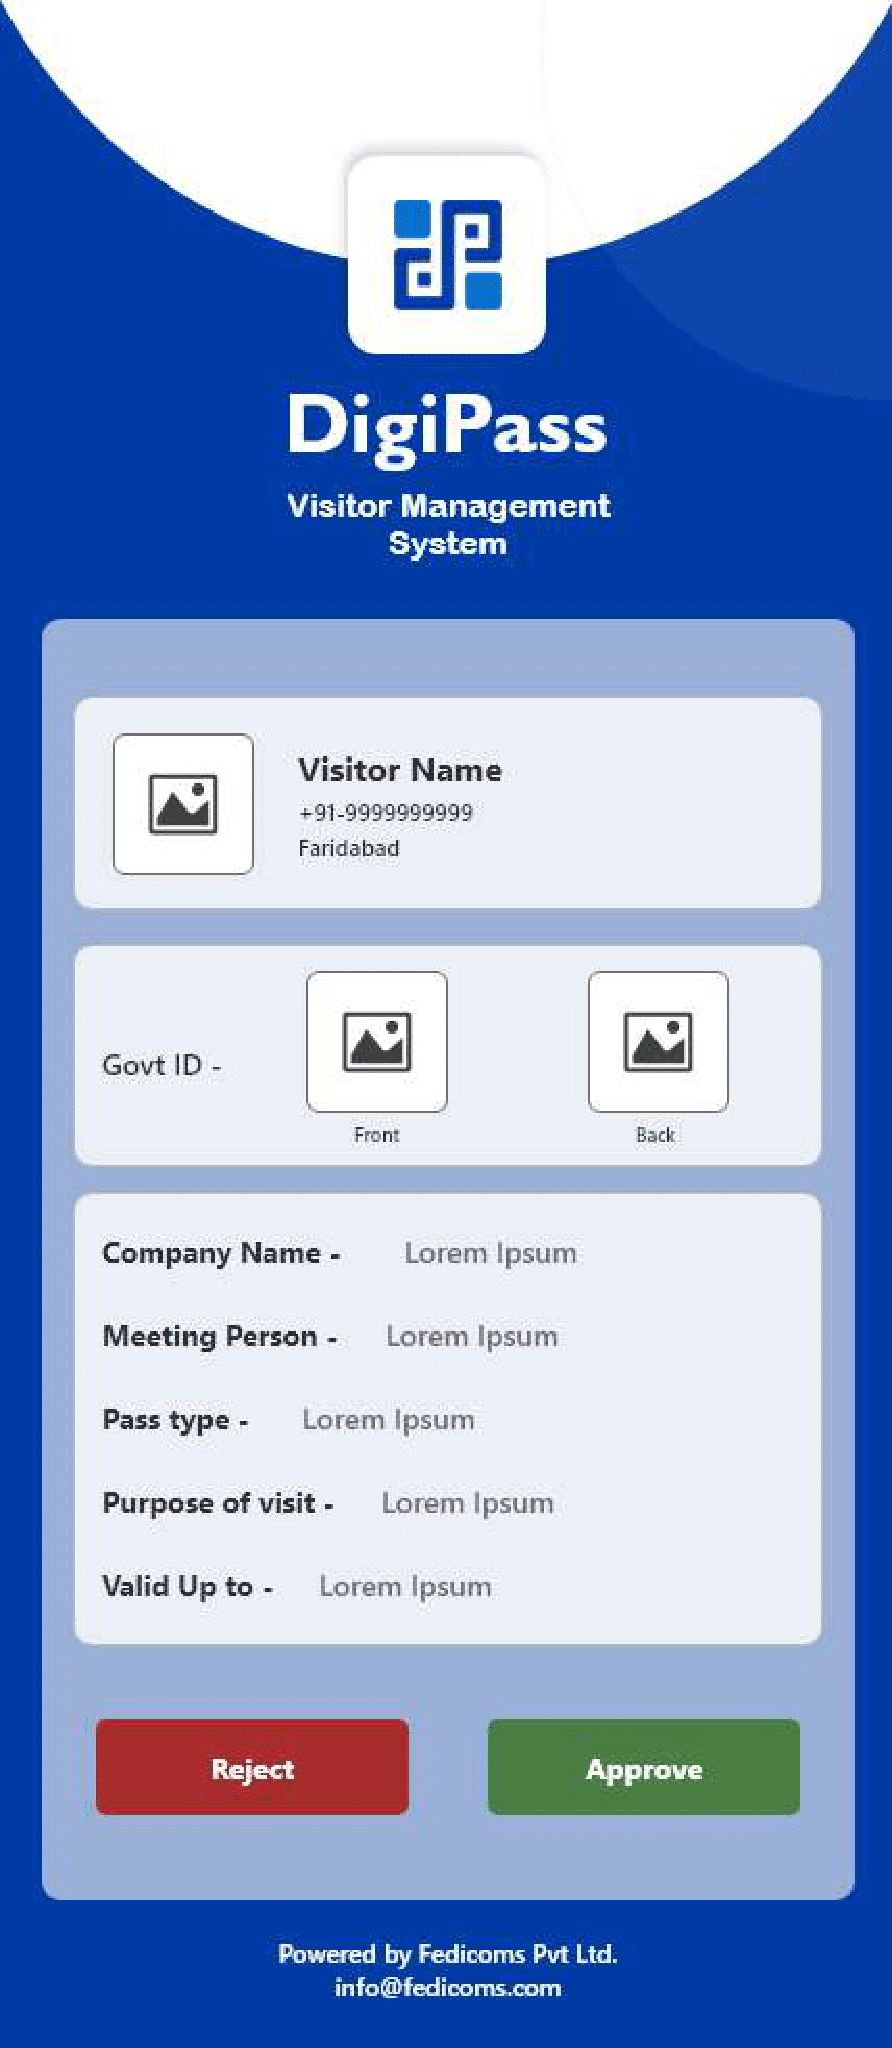 dP
DigiPass
Visitor Management
System
Visitor Name
+91-9999999999
Faridabad
Govt ID -
Front
Back
Company Name - Lorem Ipsum
Meeting Person - Lorem Ipsum
Pass type - Lorem Ipsum
Purpose of visit - Lorem Ipsum
Valid Up to - Lorem Ipsum
Reject
Approve
Powered by Fedicoms Pvt Ltd.
info@fedicoms.com